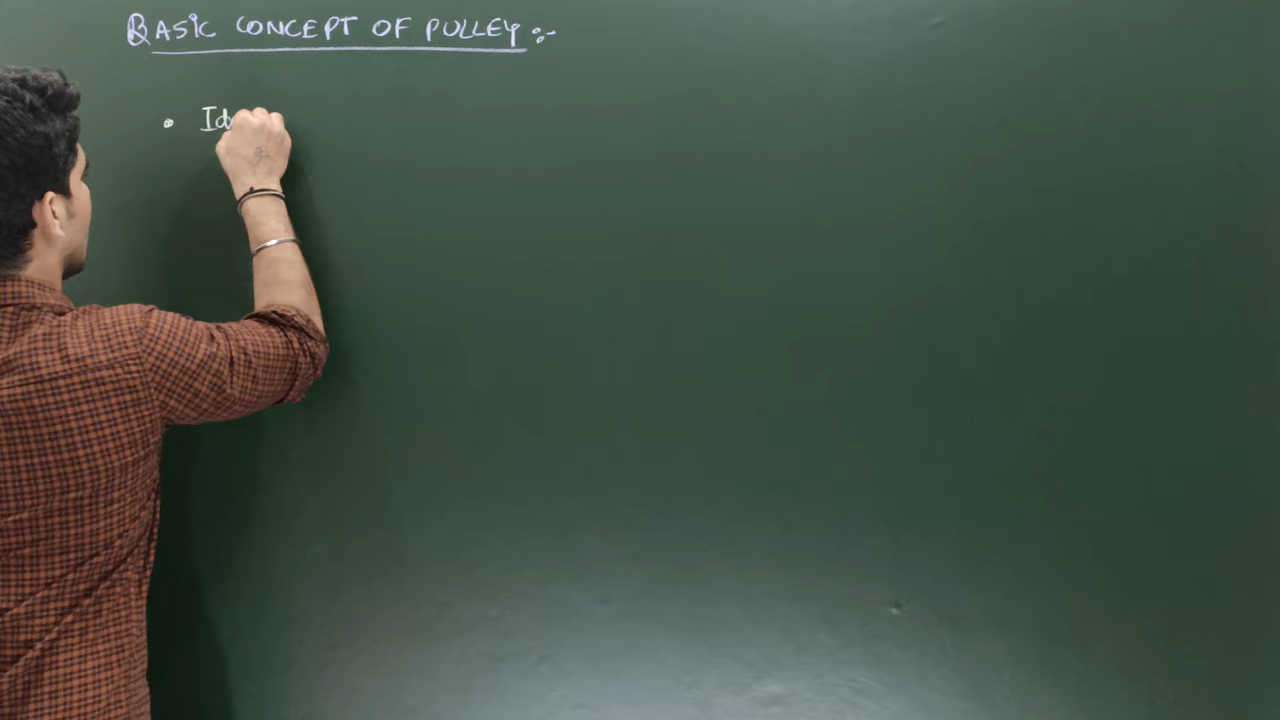 BASIC CONCEPT OF PULLEY :-
• Id